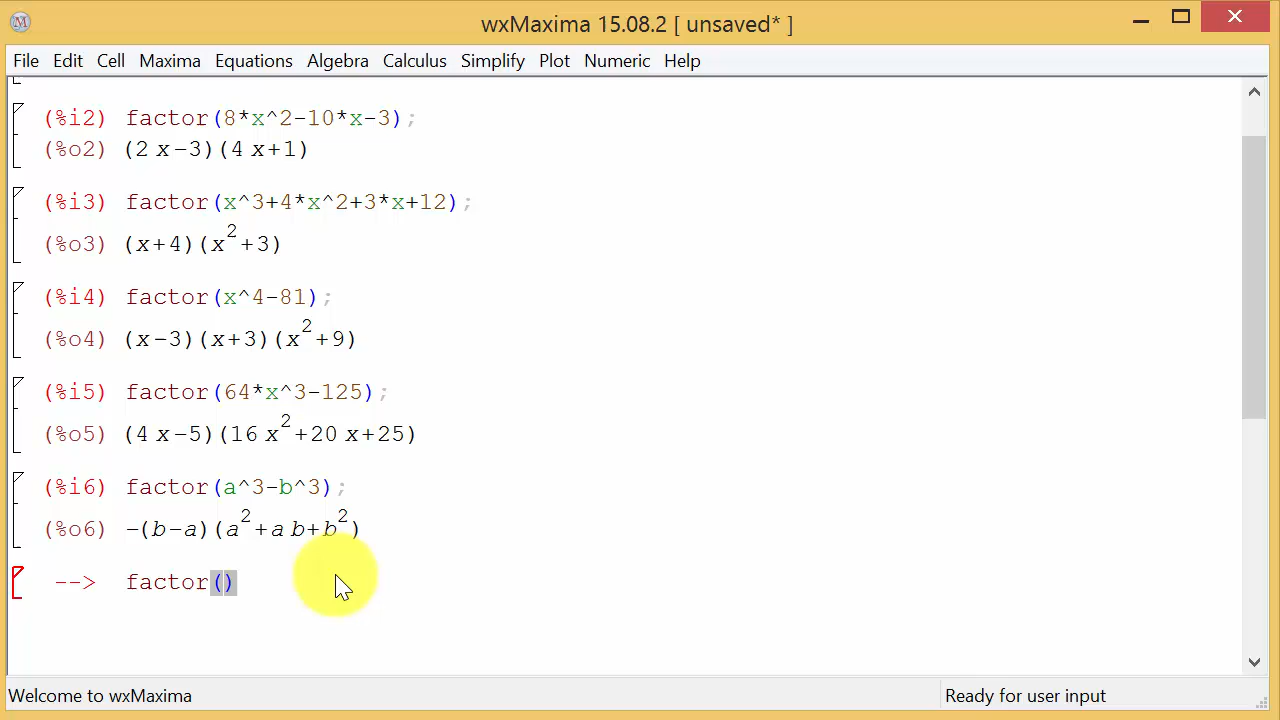 wxMaxima 15.08.2 [ unsaved* ]
File Edit Cell Maxima Equations Algebra Calculus Simplify Plot Numeric Help
(%i2) factor(8*x^2-10*x-3);
(%o2) (2 x-3)(4 x+1)
(%i3) factor(x^3+4*x^2+3*x+12);
(%o3) (x+4)(x²+3)
(%i4) factor(x^4-81);
(%o4) (x-3)(x+3)(x²+9)
(%i5) factor(64*x^3-125);
(%o5) (4 x-5)(16 x²+20 x+25)
(%i6) factor(a^3-b^3);
(%o6) -(b-a)(a²+a b+b²)
--> factor()
Welcome to wxMaxima Ready for user input